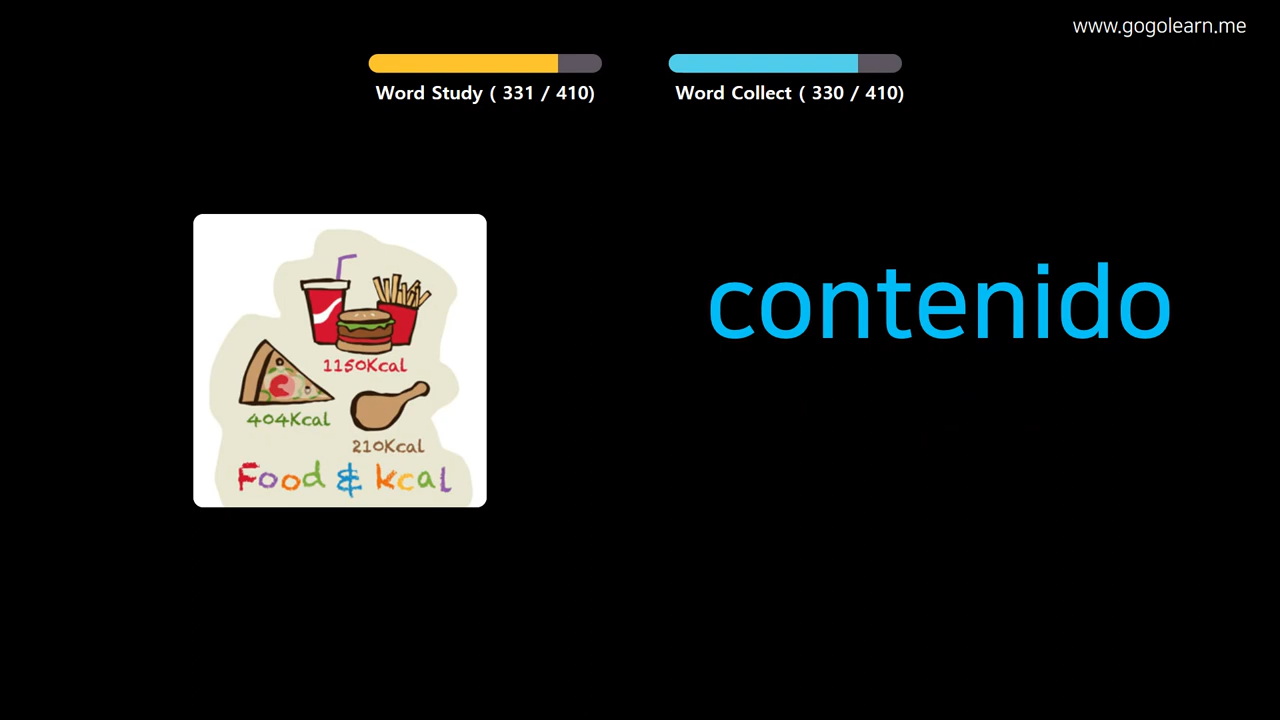 www.gogolearn.me
Word Study ( 331 / 410)
Word Collect ( 330 / 410)
contenido
1150Kcal
404Kcal
210Kcal
Food & kcal